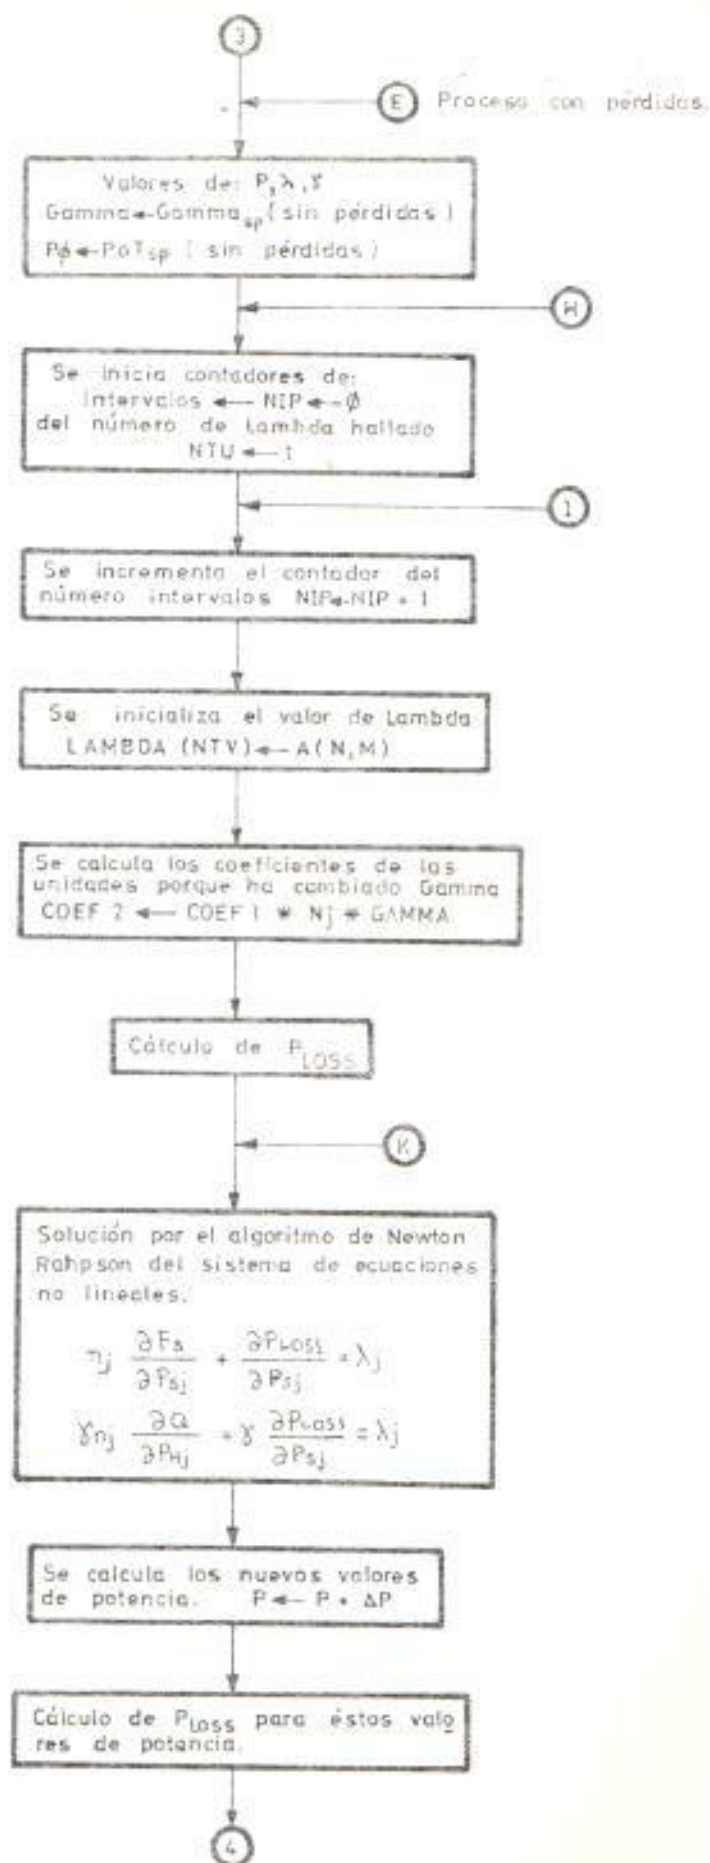 3
E Proceso con pérdidas.
Valores de: P, λ, γ
Gamma ← Gamma sp (sin pérdidas)
Pϕ ← PoT sp (sin pérdidas)
W
Se inicia contadores de:
Intervalos ← NIP ← ϕ
del número de Lambda hallado
NTU ← 1
1
Se incrementa el contador del
número intervalos NIP ← NIP + 1
Se inicializa el valor de Lambda
LAMBDA (NTV) ← A(N,M)
Se calcula los coeficientes de las
unidades porque ha cambiado Gamma
COEF 2 ← COEF 1 * Nj * GAMMA
Cálculo de P LOSS
K
Solución por el algoritmo de Newton
Rahpson del sistema de ecuaciones
no lineales.
nj ∂Fs/∂Psj + ∂PLoss/∂Psj = λj
γnj ∂Q/∂PHj + γ ∂PLoss/∂Psj = λj
Se calcula los nuevos valores
de potencia. P ← P + ΔP
Cálculo de PLOSS para éstos valo
res de potencia.
4